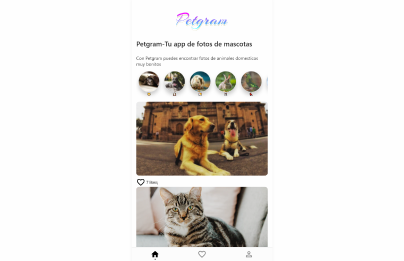 Petgram
Petgram-Tu app de fotos de mascotas
Con Petgram puedes encontrar fotos de animales domesticos
muy bonitos
7 likes